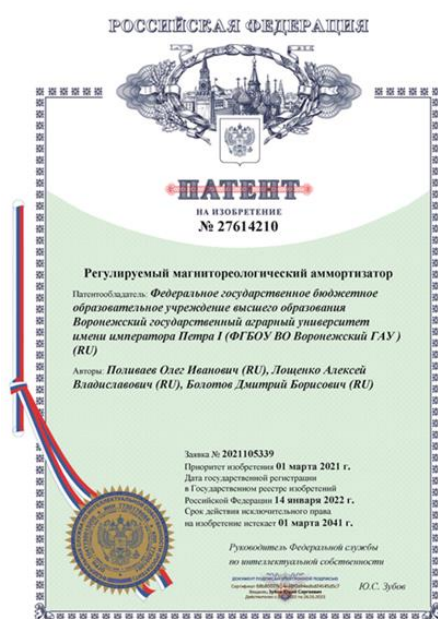 РОССИЙСКАЯ ФЕДЕРАЦИЯ
ПАТЕНТ
НА ИЗОБРЕТЕНИЕ
№ 27614210
Регулируемый магнитореологический аммортизатор
Патентообладатель: Федеральное государственное бюджетное
образовательное учреждение высшего образования
Воронежский государственный аграрный университет
имени императора Петра I (ФГБОУ ВО Воронежский ГАУ )
(RU)
Авторы: Поливаев Олег Иванович (RU), Лощенко Алексей
Владиславович (RU), Болотов Дмитрий Борисович (RU)
Заявка № 2021105339
Приоритет изобретения 01 марта 2021 г.
Дата государственной регистрации
в Государственном реестре изобретений
Российской Федерации 14 января 2022 г.
Срок действия исключительного права
на изобретение истекает 01 марта 2041 г.
Руководитель Федеральной службы
по интеллектуальной собственности
Ю.С. Зубов